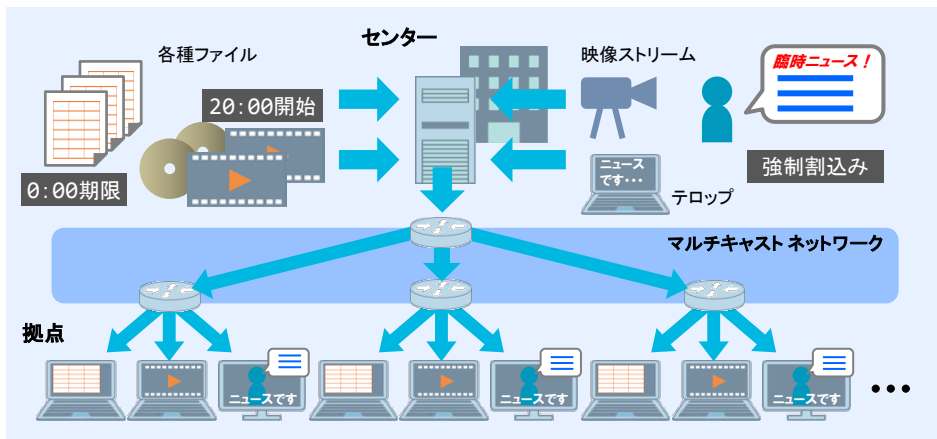 各種ファイル
センター
映像ストリーム
臨時ニュース!
20:00開始
0:00期限
ニュース
です・・・
テロップ
強制割込み
マルチキャスト ネットワーク
拠点
ニュースです
ニュースです
ニュースです
•••